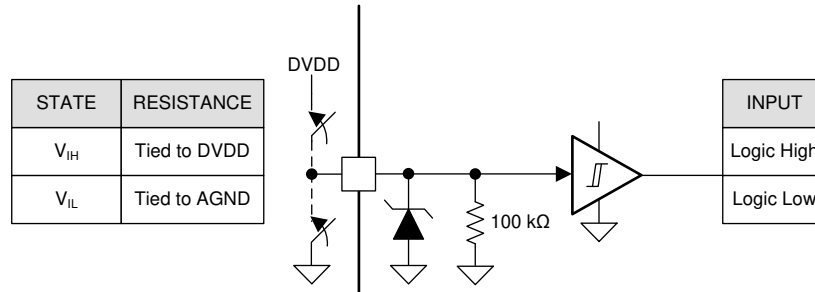 STATE RESISTANCE
V_IH Tied to DVDD
V_IL Tied to AGND
DVDD
100 kΩ
INPUT
Logic High
Logic Low